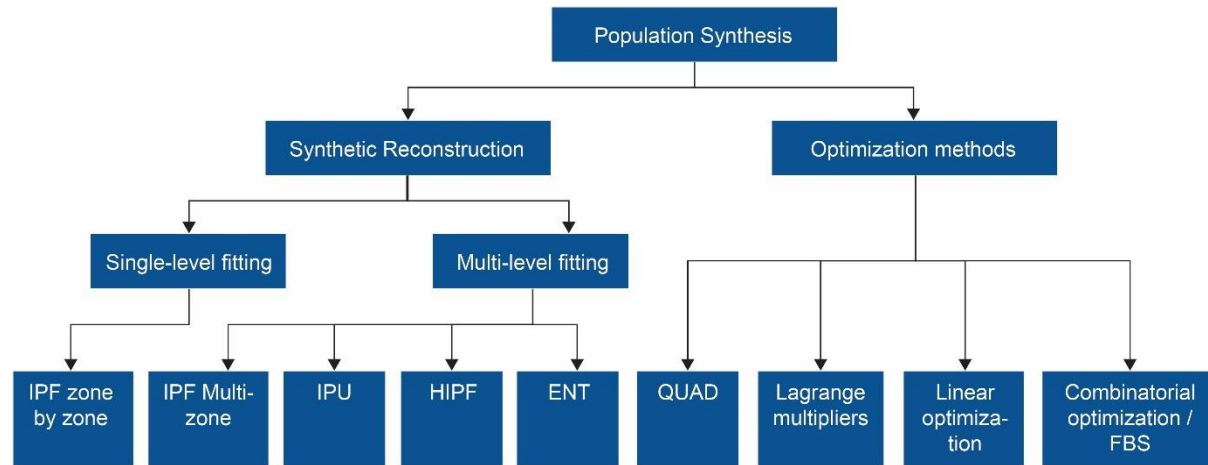 Population Synthesis
Synthetic Reconstruction
Optimization methods
Single-level fitting
Multi-level fitting
IPF zone
by zone
IPF Multi-
zone
IPU
HIPF
ENT
QUAD
Lagrange
multipliers
Linear
optimiza-
tion
Combinatorial
optimization /
FBS